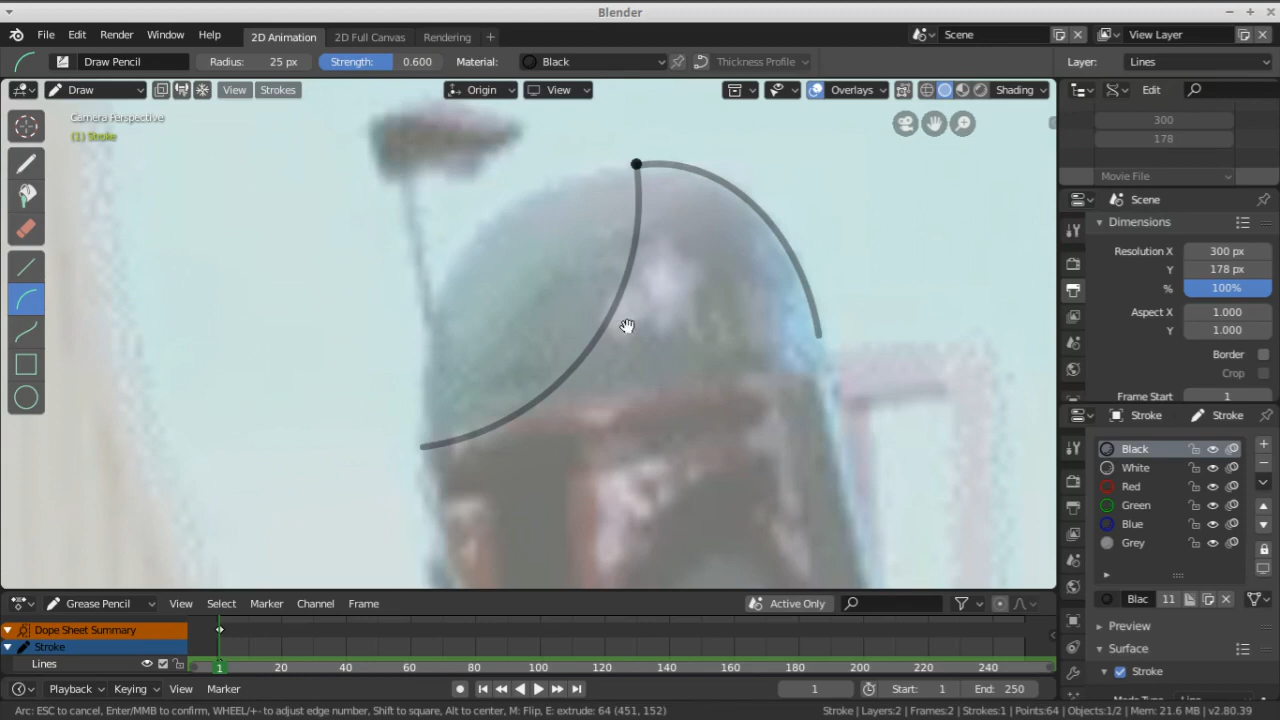 Blender
File Edit Render Window Help 2D Animation 2D Full Canvas Rendering + Scene View Layer
Draw Pencil Radius: 25 px Strength: 0.600 Material: Black Thickness Profile Layer: Lines
Draw View Strokes Origin View Overlays Shading Edit
Camera Perspective
(1) Stroke
300
178
Movie File
Scene
Dimensions
Resolution X 300 px
Y 178 px
% 100%
Aspect X 1.000
Y 1.000
Border
Crop
Frame Start 1
Stroke Stroke
Black
White
Red
Green
Blue
Grey
Blac 11
Preview
Surface
Stroke
Grease Pencil View Select Marker Channel Frame Active Only
Dope Sheet Summary
Stroke
Lines
1 20 40 60 80 100 120 140 160 180 200 220 240
Playback Keying View Marker 1 Start: 1 End: 250
Arc: ESC to cancel, Enter/MMB to confirm, WHEEL/+- to adjust edge number, Shift to square, Alt to center, M: Flip, E: extrude: 64 (451, 152) Stroke | Layers:2 | Frames:2 | Strokes:1 | Points:64 | Objects:1/2 | Mem: 21.6 MB | v2.80.39